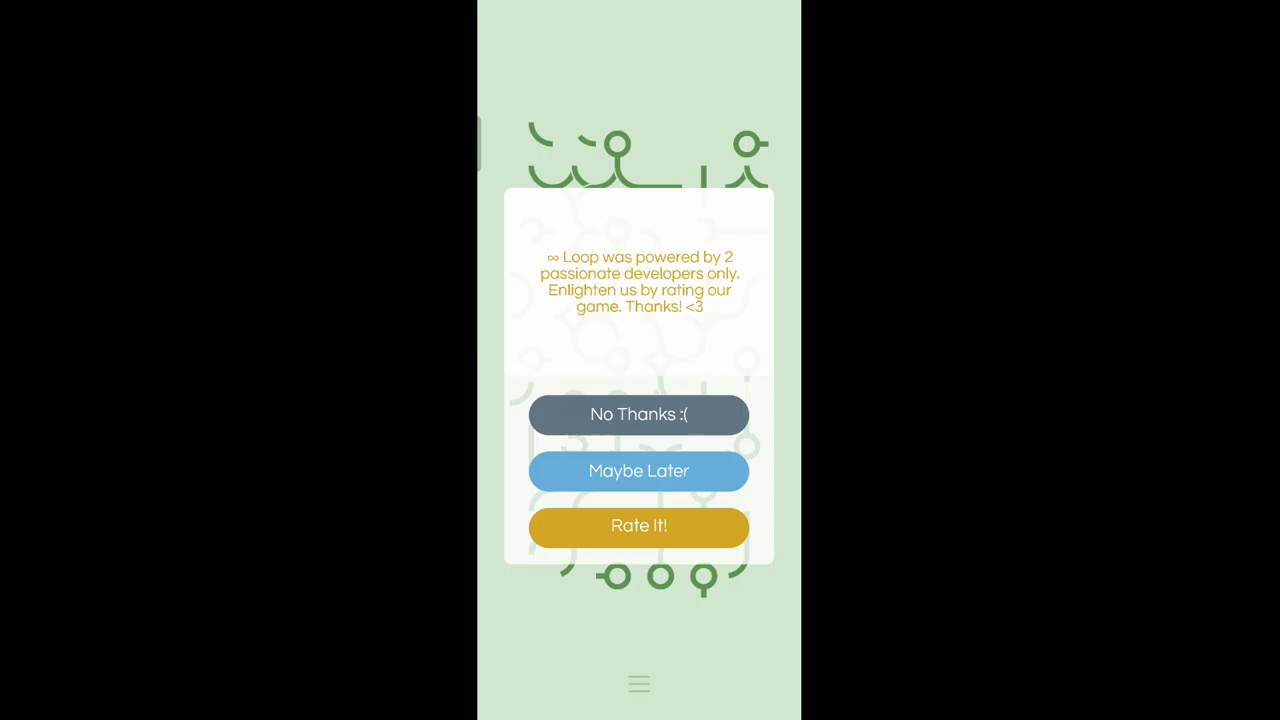 ∞ Loop was powered by 2
passionate developers only.
Enlighten us by rating our
game. Thanks! <3
No Thanks :(
Maybe Later
Rate It!